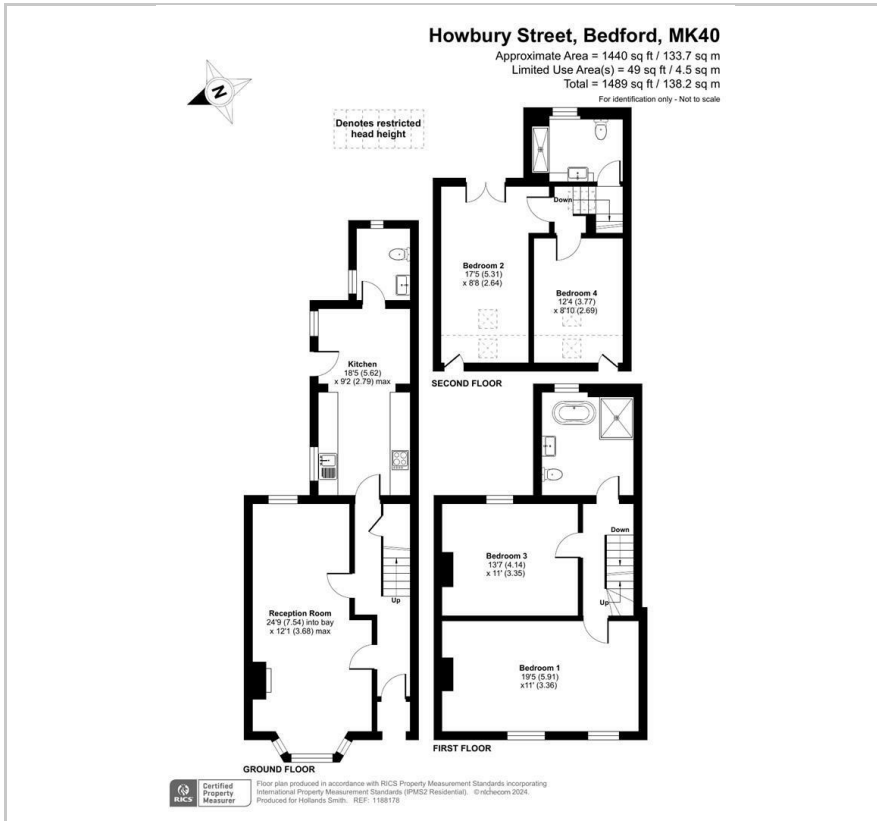 Howbury Street, Bedford, MK40
Approximate Area = 1440 sq ft / 133.7 sq m
Limited Use Area(s) = 49 sq ft / 4.5 sq m
Total = 1489 sq ft / 138.2 sq m
For identification only - Not to scale
N
Denotes restricted
head height
Down
Bedroom 2
17'5 (5.31)
x 8'8 (2.64)
Bedroom 4
12'4 (3.77)
x 8'10 (2.69)
SECOND FLOOR
Kitchen
18'5 (5.62)
x 9'2 (2.79) max
Up
Reception Room
24'9 (7.54) into bay
x 12'1 (3.68) max
GROUND FLOOR
Down
Bedroom 3
13'7 (4.14)
x 11' (3.35)
Up
Bedroom 1
19'5 (5.91)
x11' (3.36)
FIRST FLOOR
RICS
Certified
Property
Measurer
Floor plan produced in accordance with RICS Property Measurement Standards incorporating
International Property Measurement Standards (IPMS2 Residential). © nichecom 2024.
Produced for Hollands Smith. REF: 1188178